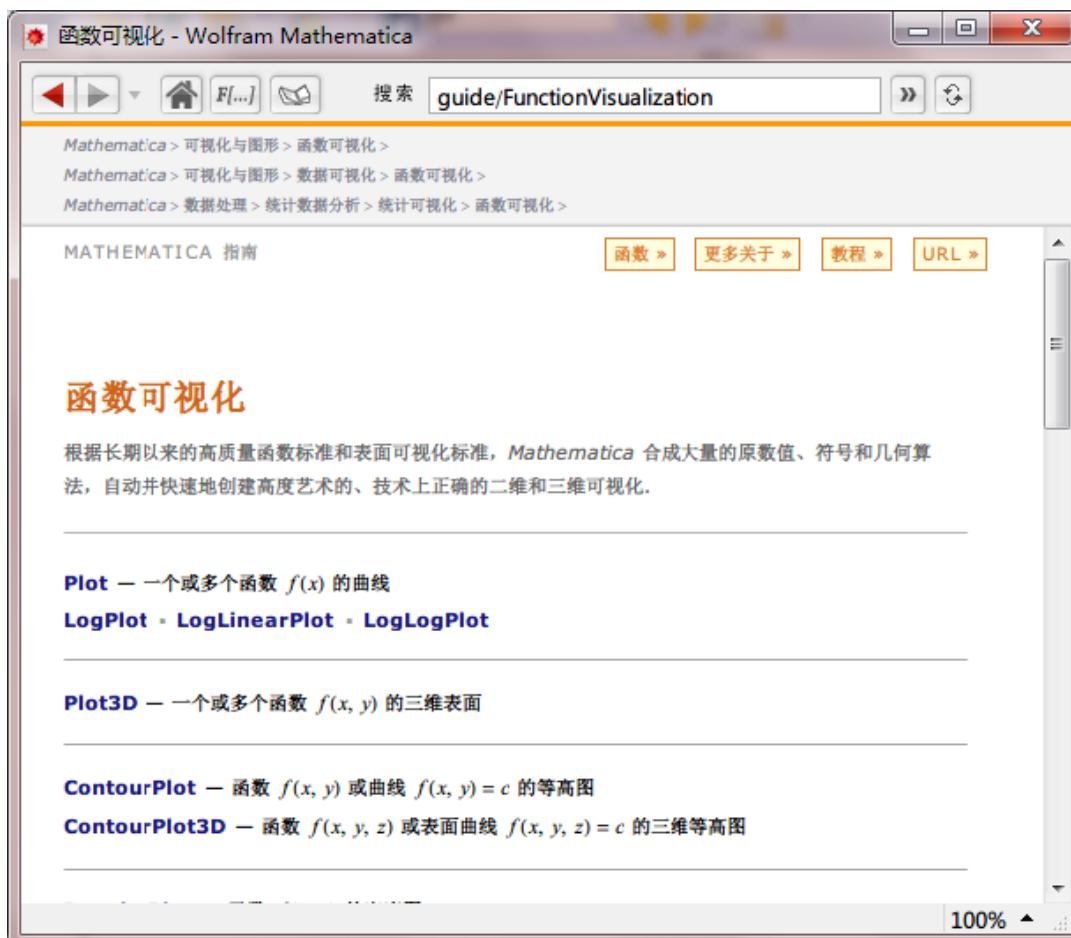 函数可视化 - Wolfram Mathematica
F[...] 搜索 guide/FunctionVisualization »
Mathematica > 可视化与图形 > 函数可视化 >
Mathematica > 可视化与图形 > 数据可视化 > 函数可视化 >
Mathematica > 数据处理 > 统计数据分析 > 统计可视化 > 函数可视化 >
MATHEMATICA 指南 函数 » 更多关于 » 教程 » URL »
函数可视化
根据长期以来的高质量函数标准和表面可视化标准，Mathematica 合成大量的原数值、符号和几何算
法，自动并快速地创建高度艺术的、技术上正确的二维和三维可视化.
Plot — 一个或多个函数 f(x) 的曲线
LogPlot ▪ LogLinearPlot ▪ LogLogPlot
Plot3D — 一个或多个函数 f(x, y) 的三维表面
ContourPlot — 函数 f(x, y) 或曲线 f(x, y) = c 的等高图
ContourPlot3D — 函数 f(x, y, z) 或表面曲线 f(x, y, z) = c 的三维等高图
100%